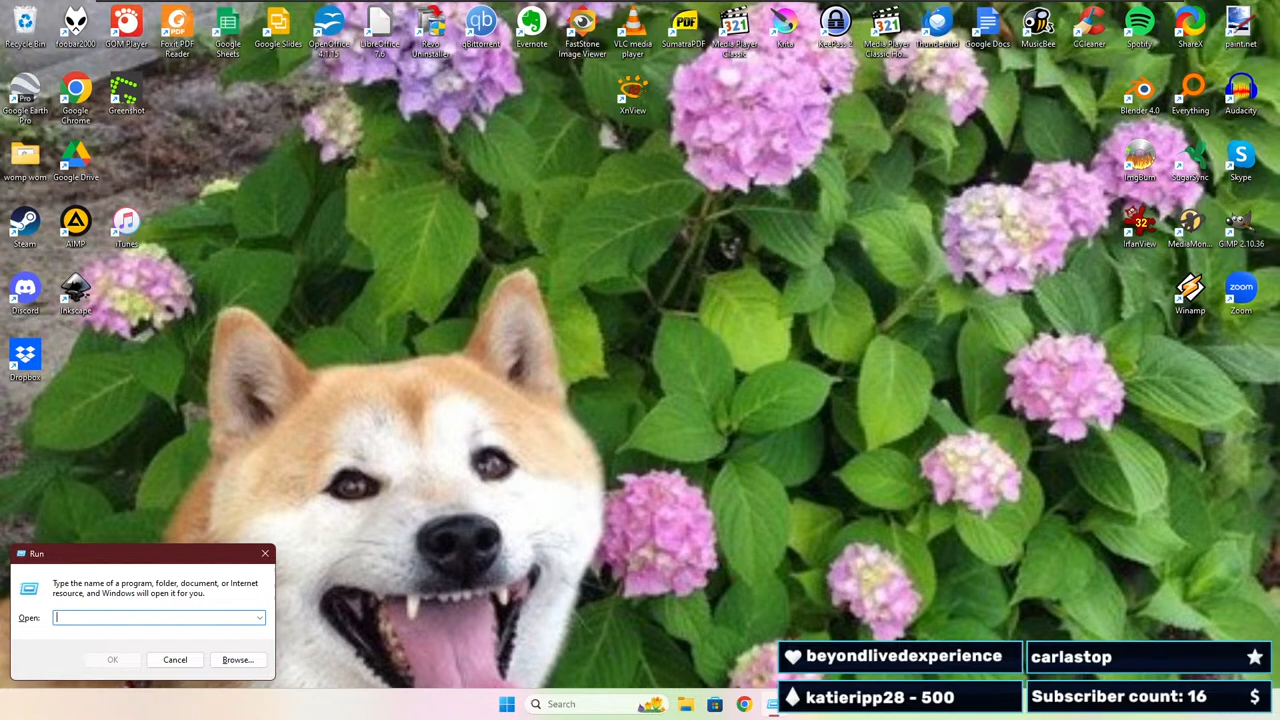 Recycle Bin
foobar2000
GOM Player
Foxit PDF Reader
Google Sheets
Google Slides
OpenOffice 4.1.15
LibreOffice 7.6
Revo Uninstaller
qBittorrent
Evernote
FastStone Image Viewer
VLC media player
SumatraPDF
Media Player Classic
Krita
KeePass 2
Media Player Classic Ho...
Thunderbird
Google Docs
MusicBee
CCleaner
Spotify
ShareX
paint.net
Google Earth Pro
Google Chrome
Greenshot
XnView
Blender 4.0
Everything
Audacity
womp wom
Google Drive
ImgBurn
SugarSync
Skype
Steam
AIMP
iTunes
IrfanView
MediaMon...
GIMP 2.10.36
Discord
Inkscape
Winamp
Zoom
Dropbox
Run
Type the name of a program, folder, document, or Internet
resource, and Windows will open it for you.
Open:
OK
Cancel
Browse...
Search
beyondlivedexperience
carlastop
katieripp28 - 500
Subscriber count: 16